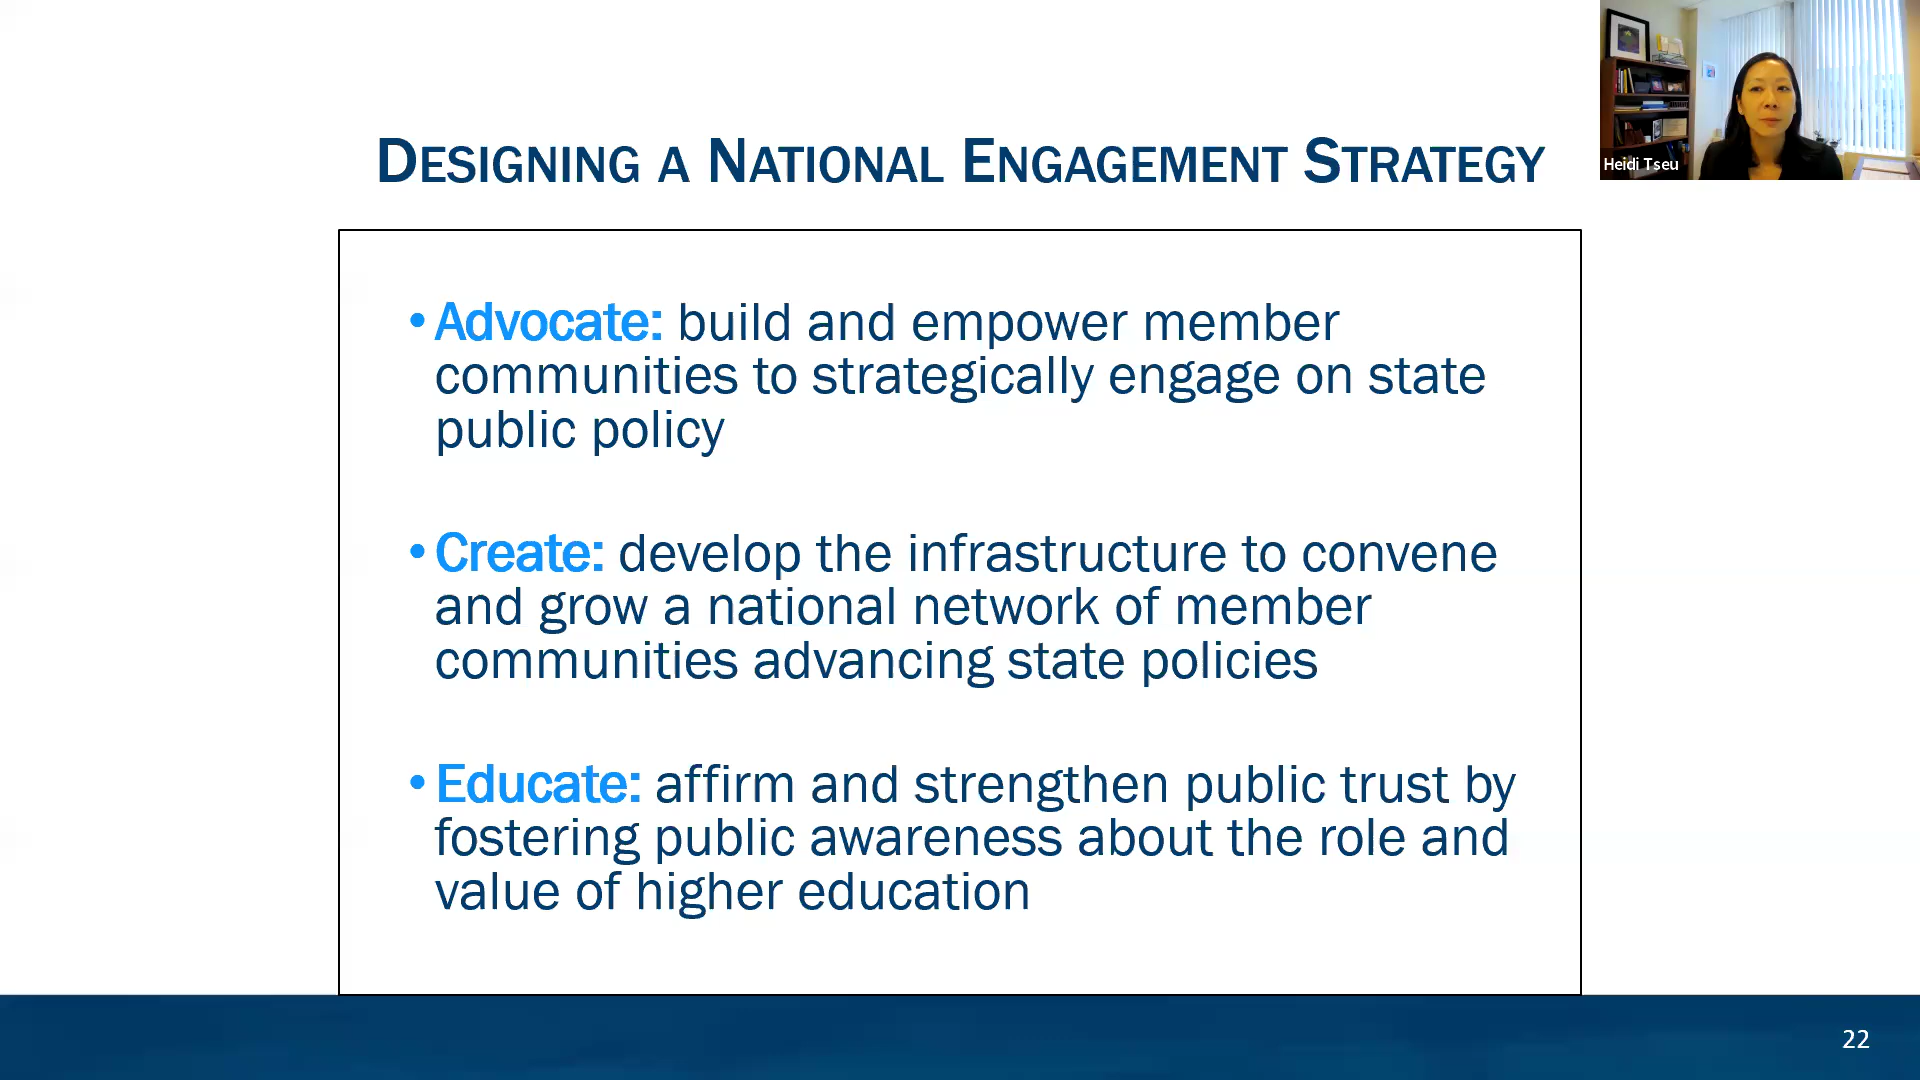 DESIGNING A NATIONAL ENGAGEMENT STRATEGY
Heidi Tseu
• Advocate: build and empower member
communities to strategically engage on state
public policy
• Create: develop the infrastructure to convene
and grow a national network of member
communities advancing state policies
• Educate: affirm and strengthen public trust by
fostering public awareness about the role and
value of higher education
22